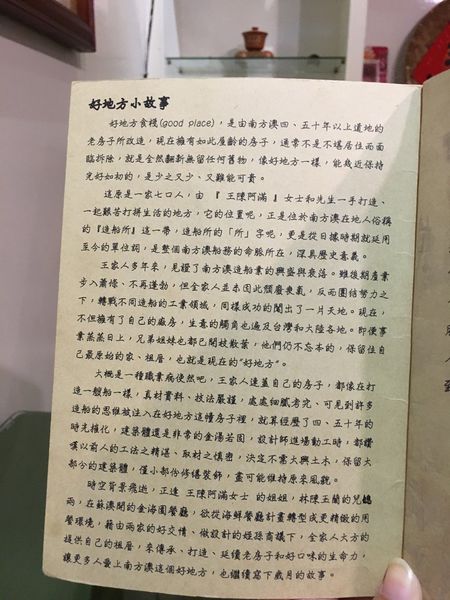 好地方小故事
好地方食棧(good place)，是由南方澳四、五十年以上道地的
老房子所改造，現在擁有如此屋齡的房子，通常不是不堪居住而面
臨拆除，就是全然翻新無留任何舊物，像好地方一樣，能幾近保持
完好如初的，是少之又少、又難能可貴。
這原是一家七口人，由『王陳阿滿』女士和先生一手打造、
一起艱苦打拼生活的地方，它的位置呢，正是位於南方澳在地人俗稱
的『造船所』這一帶，造船所的「所」字呢，更是從日據時期就延用
至今的單位詞，是整個南方澳船務的命脈所在，深具歷史意義。
王家人多年來，見證了南方澳造船業的興盛與衰落。雖後期產業
步入蕭條、不再蓬勃，但全家人並未因此頹廢喪氣，反而團結努力之
下，轉戰不同造船的工業領域，同樣成功的闖出了一片天地。現在，
不但擁有了自己的廠房，生意的觸角也遍及台灣和大陸各地。即便事
業蒸蒸日上，兄弟姐妹也都已開枝散葉，他們仍不忘本的，保留住自
己最原始的家、祖厝，也就是現在的"好地方"。
大概是一種職業病使然吧，王家人連蓋自己的房子，都像在打
造一艘船一樣，真材實料、技法嚴謹，處處細膩考究、可見到許多
造船的思維被注入在好地方這幢房子裡，就算經歷了四、五十年的
時光摧化，建築體還是非常的金湯若固，設計師進場動工時，都讚
嘆以前人的工法之精湛、取材之慎密，決定不需大興土木，保留大
部分的建築體，僅小部份修繕裝飾，盡可能維持原來風觀。
時空背景飛逝，正逢 王陳阿滿女士 的姐姐，林陳玉蘭的兒媳
兩，在蘇澳開的金海園餐廳，欲從海鮮餐廳計畫轉型成更精緻的用
餐環境，藉由兩家的好交情、做設計的姪孫商議下，全家人大方的
提供自己的祖厝，來傳承、打造、延續老房子和好口味的生命力，
讓更多人愛上南方澳這個好地方，也繼續寫下歲月的故事。